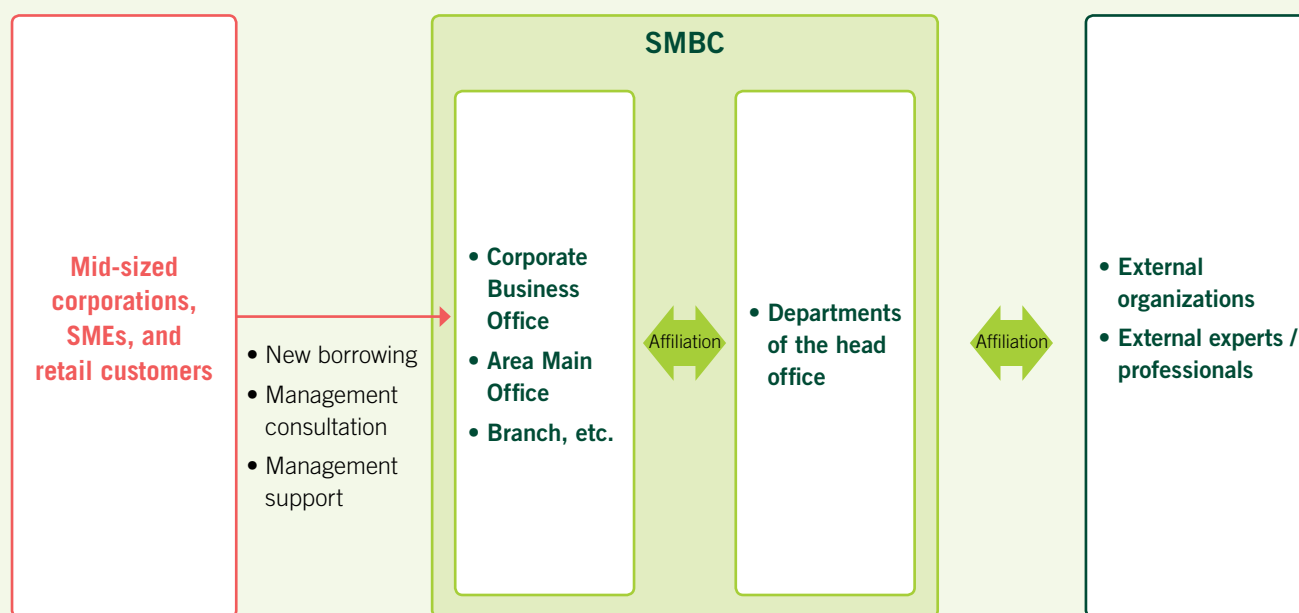 SMBC
Mid-sized
corporations,
SMEs, and
retail customers
• New borrowing
• Management
consultation
• Management
support
• Corporate
Business
Office
• Area Main
Office
• Branch, etc.
Affiliation
• Departments
of the head
office
Affiliation
• External
organizations
• External experts /
professionals